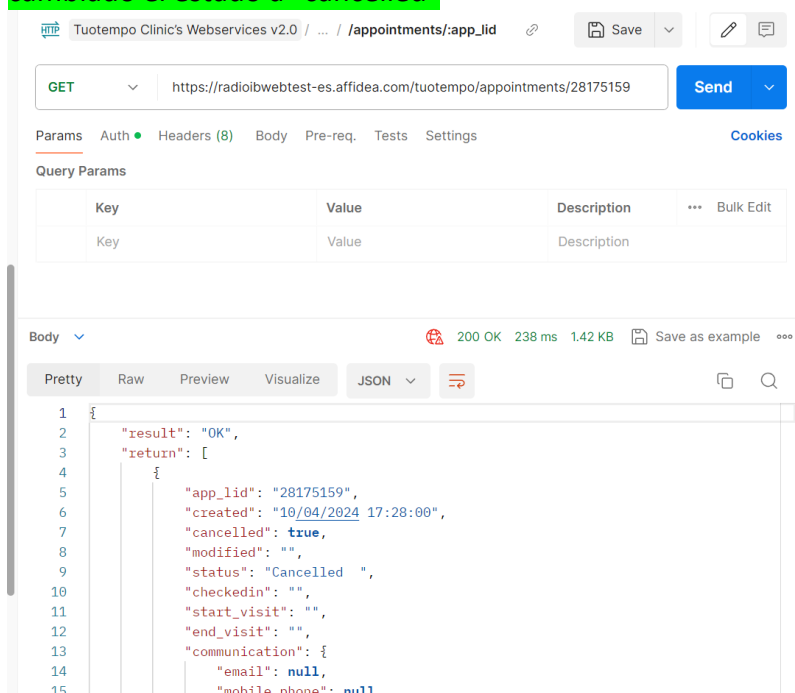 cambiado el estado a "cancelled"
HTTP Tuotempo Clinic's Webservices v2.0 / ... / /appointments/:app_lid Save
GET https://radioibwebtest-es.affidea.com/tuotempo/appointments/28175159 Send
Params Auth Headers (8) Body Pre-req. Tests Settings Cookies
Query Params
Key Value Description ... Bulk Edit
Key Value Description
Body 200 OK 238 ms 1.42 KB Save as example
Pretty Raw Preview Visualize JSON
1 {
2 "result": "OK",
3 "return": [
4 {
5 "app_lid": "28175159",
6 "created": "10/04/2024 17:28:00",
7 "cancelled": true,
8 "modified": "",
9 "status": "Cancelled  ",
10 "checkedin": "",
11 "start_visit": "",
12 "end_visit": "",
13 "communication": {
14 "email": null,
15 "mobile_phone": null